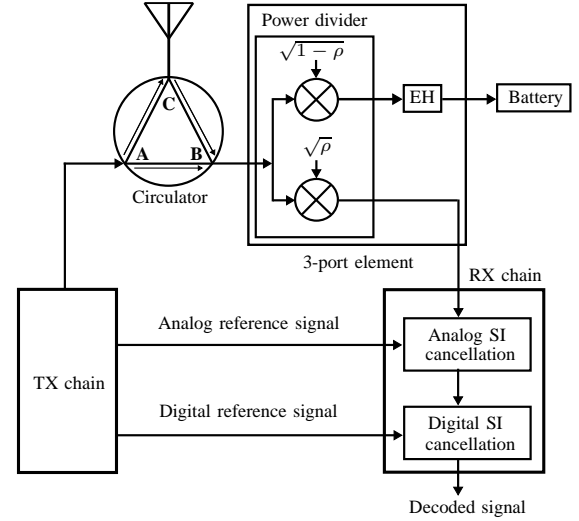 Power divider
√1 − ρ
C
EH
Battery
A
B
√ρ
Circulator
3-port element
RX chain
Analog reference signal
Analog SI
cancellation
TX chain
Digital reference signal
Digital SI
cancellation
Decoded signal